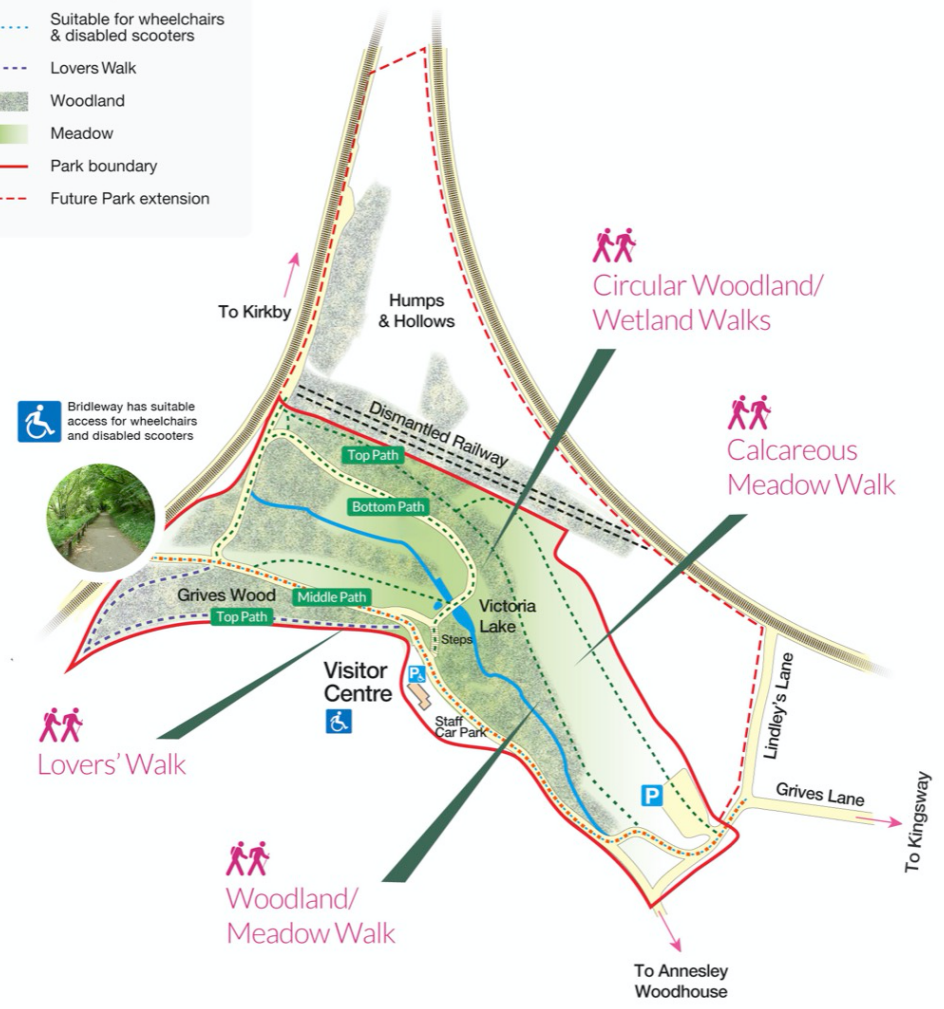 Suitable for wheelchairs
& disabled scooters
Lovers Walk
Woodland
Meadow
Park boundary
Future Park extension
Circular Woodland/
Wetland Walks
To Kirkby
Humps
& Hollows
Bridleway has suitable
access for wheelchairs
and disabled scooters
Dismantled Railway
Calcareous
Meadow Walk
Top Path
Bottom Path
Grives Wood
Middle Path
Top Path
Victoria
Lake
Steps
Visitor
Centre
P
Staff
Car Park
Lindley's Lane
Lovers' Walk
P
Grives Lane
To Kingsway
Woodland/
Meadow Walk
To Annesley
Woodhouse